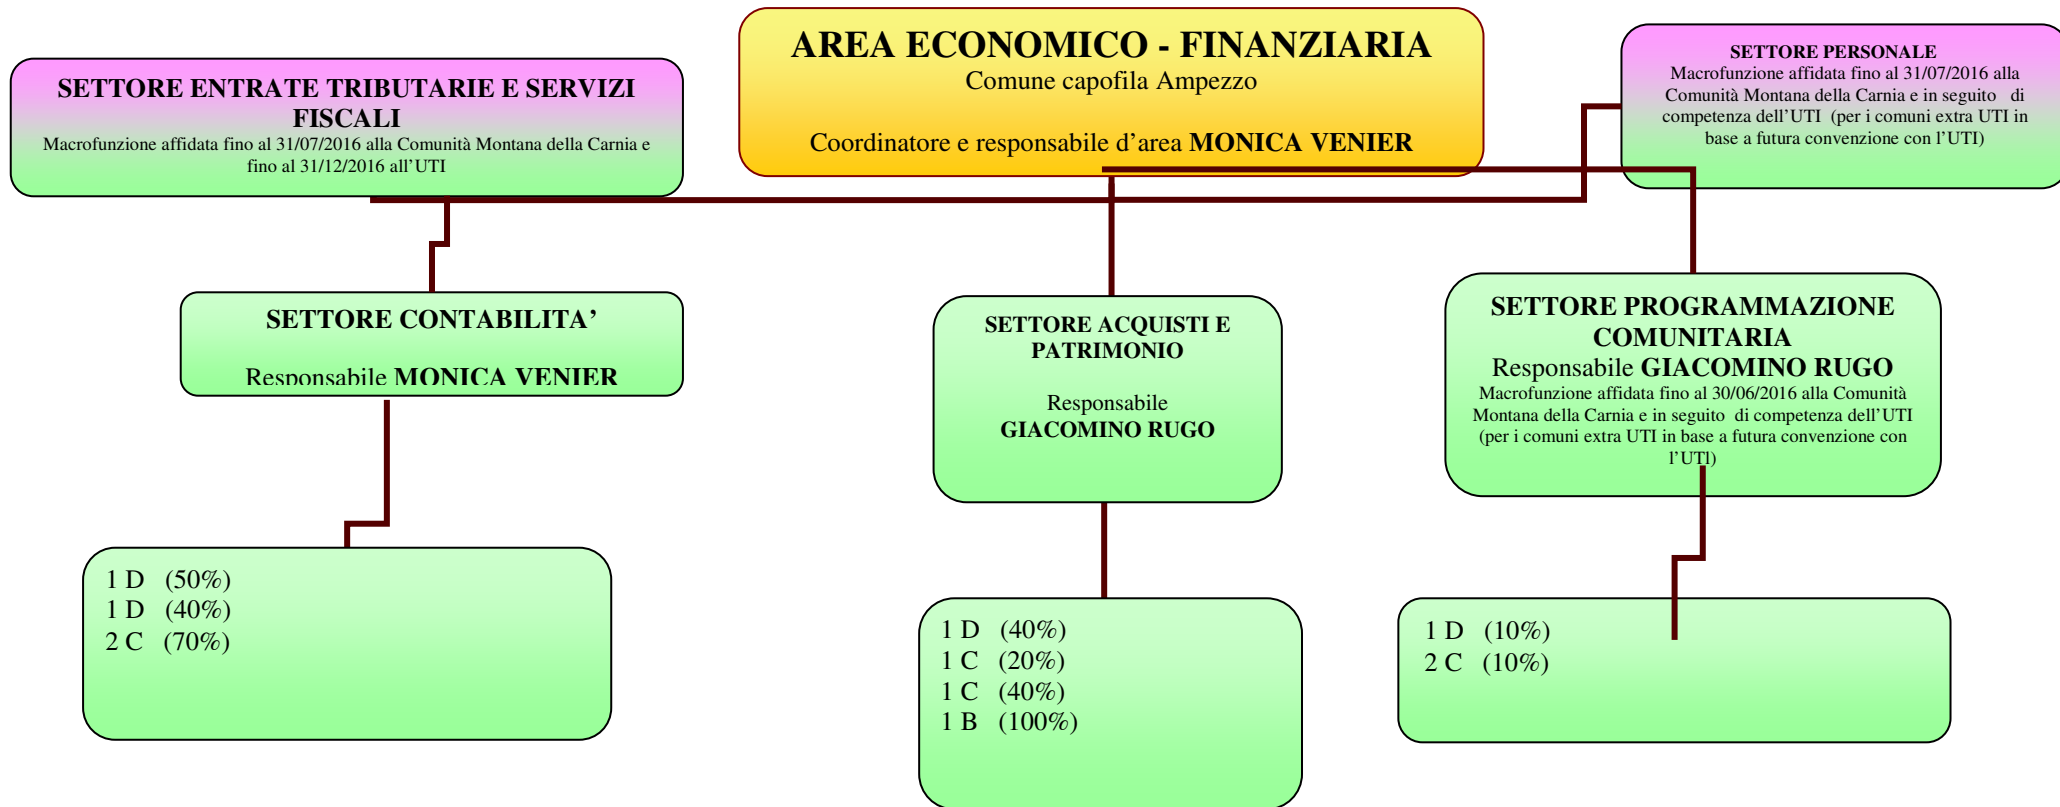 AREA ECONOMICO - FINANZIARIA
Comune capofila Ampezzo
Coordinatore e responsabile d’area MONICA VENIER
SETTORE ENTRATE TRIBUTARIE E SERVIZI
FISCALI
Macrofunzione affidata fino al 31/07/2016 alla Comunità Montana della Carnia e
fino al 31/12/2016 all’UTI
SETTORE PERSONALE
Macrofunzione affidata fino al 31/07/2016 alla
Comunità Montana della Carnia e in seguito di
competenza dell’UTI (per i comuni extra UTI in
base a futura convenzione con l’UTI)
SETTORE CONTABILITA’
Responsabile MONICA VENIER
SETTORE ACQUISTI E
PATRIMONIO
Responsabile
GIACOMINO RUGO
SETTORE PROGRAMMAZIONE
COMUNITARIA
Responsabile GIACOMINO RUGO
Macrofunzione affidata fino al 30/06/2016 alla Comunità
Montana della Carnia e in seguito di competenza dell’UTI
(per i comuni extra UTI in base a futura convenzione con
l’UTI)
1 D (50%)
1 D (40%)
2 C (70%)
1 D (40%)
1 C (20%)
1 C (40%)
1 B (100%)
1 D (10%)
2 C (10%)